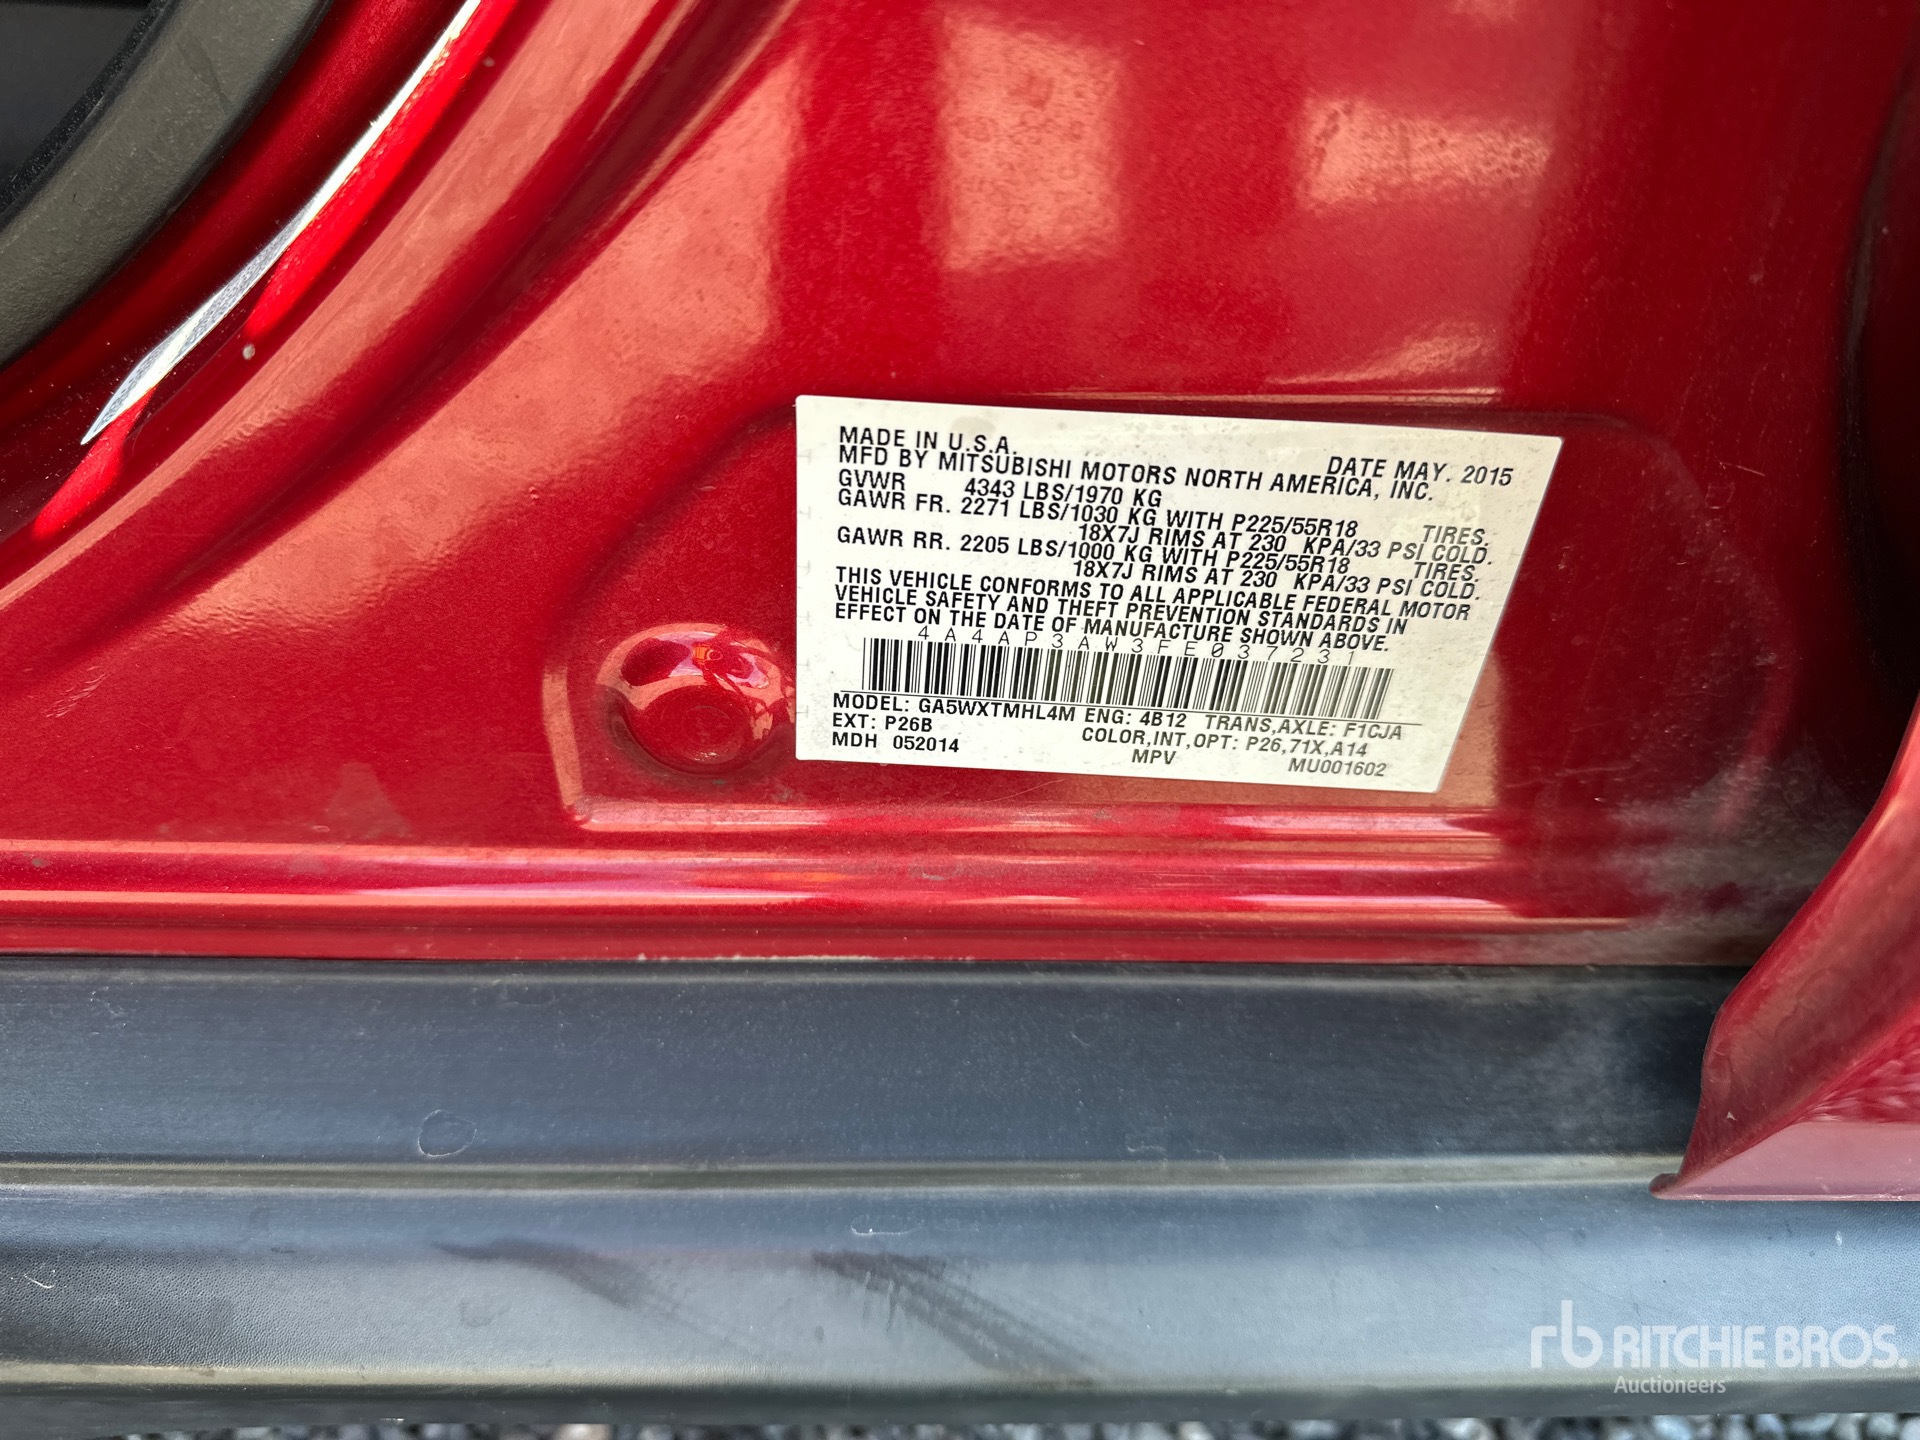 MADE IN U.S.A. DATE MAY. 2015
MFD BY MITSUBISHI MOTORS NORTH AMERICA, INC.
GVWR 4343 LBS/1970 KG
GAWR FR. 2271 LBS/1030 KG WITH P225/55R18 TIRES.
18X7J RIMS AT 230 KPA/33 PSI COLD.
GAWR RR. 2205 LBS/1000 KG WITH P225/55R18 TIRES.
18X7J RIMS AT 230 KPA/33 PSI COLD.
THIS VEHICLE CONFORMS TO ALL APPLICABLE FEDERAL MOTOR
VEHICLE SAFETY AND THEFT PREVENTION STANDARDS IN
EFFECT ON THE DATE OF MANUFACTURE SHOWN ABOVE.
4A4AP3AW3FE037231
MODEL: GA5WXTMHL4M ENG: 4B12 TRANS,AXLE: F1CJA
EXT: P26B COLOR,INT,OPT: P26,71X,A14
MDH 052014 MPV MU001602
rb RITCHIE BROS.
Auctioneers